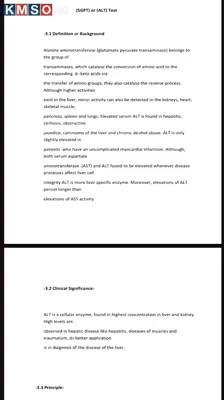 KMSO
(SGPT) or (ALT) Test
-3.1 Definition or Background
Alanine aminotransferase (glutamate pyruvate transaminase) belongs to
the group of
transaminases, which catalyse the conversion of amino acid to the
corresponding α-keto acids via
the transfer of amino groups; they also catalyse the reverse process.
Although higher activities
exist in the liver, minor activity can also be detected in the kidneys, heart,
skeletal muscle,
pancreas, spleen and lungs. Elevated serum ALT is found in hepatitis,
cirrhosis, obstructive
jaundice, carcinoma of the liver and chronic alcohol abuse. ALT is only
slightly elevated in
patients who have an uncomplicated myocardial infarction. Although,
both serum aspartate
aminotransferase (AST) and ALT found to be elevated whenever disease
processes affect liver cell
integrity ALT is more liver specific enzyme. Moreover, elevations of ALT
persist longer than
elevations of AST activity
-3.2 Clinical Significance:
ALT is a cellular enzyme, found in highest concentration in liver and kidney.
High levels are
observed in hepatic disease like hepatitis, diseases of muscles and
traumatism, its better application
is in diagnosis of the disease of the liver.
-3.3 Principle: